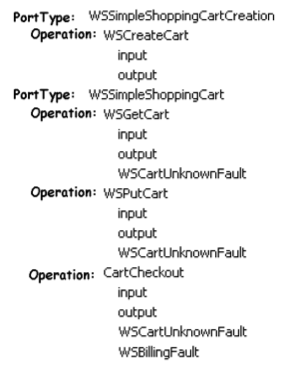 PortType: WSSimpleShoppingCartCreation
Operation: WSCreateCart
input
output
PortType: WSSimpleShoppingCart
Operation: WSGetCart
input
output
WSCartUnknownFault
Operation: WSPutCart
input
output
WSCartUnknownFault
Operation: CartCheckout
input
output
WSCartUnknownFault
WSBillingFault